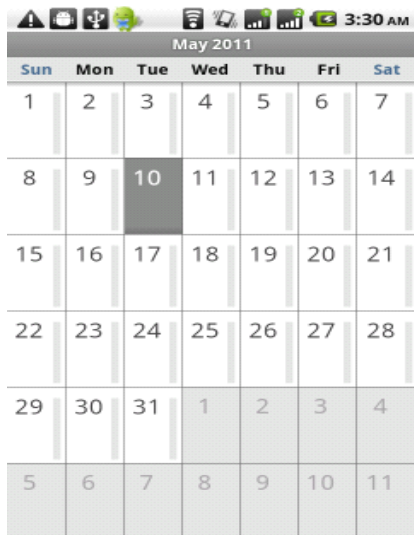 3:30 AM
May 2011
Sun Mon Tue Wed Thu Fri Sat
1 2 3 4 5 6 7
8 9 10 11 12 13 14
15 16 17 18 19 20 21
22 23 24 25 26 27 28
29 30 31 1 2 3 4
5 6 7 8 9 10 11